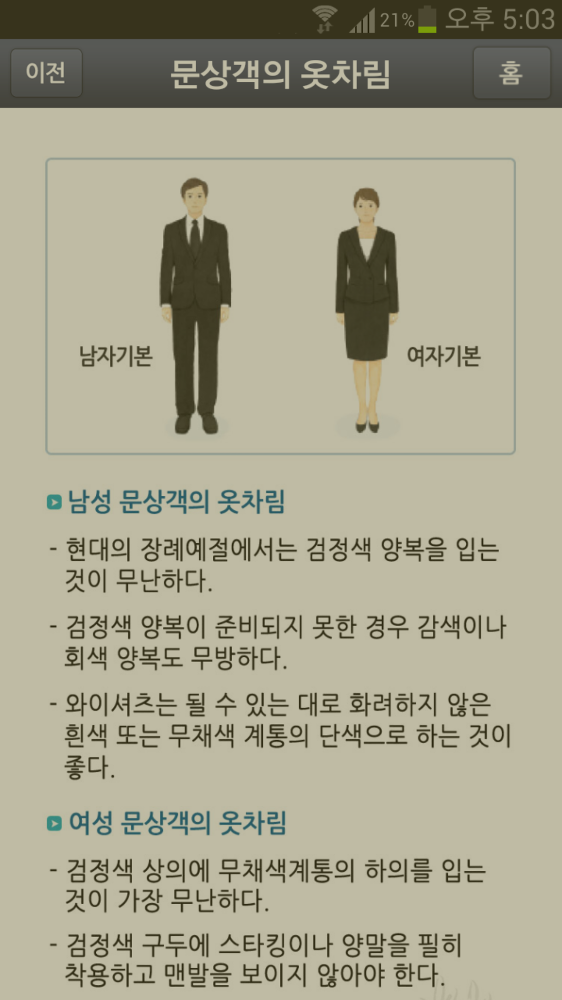 21% 오후 5:03
이전 문상객의 옷차림 홈
남자기본 여자기본
남성 문상객의 옷차림
- 현대의 장례예절에서는 검정색 양복을 입는
것이 무난하다.
- 검정색 양복이 준비되지 못한 경우 감색이나
회색 양복도 무방하다.
- 와이셔츠는 될 수 있는 대로 화려하지 않은
흰색 또는 무채색 계통의 단색으로 하는 것이
좋다.
여성 문상객의 옷차림
- 검정색 상의에 무채색계통의 하의를 입는
것이 가장 무난하다.
- 검정색 구두에 스타킹이나 양말을 필히
착용하고 맨발을 보이지 않아야 한다.